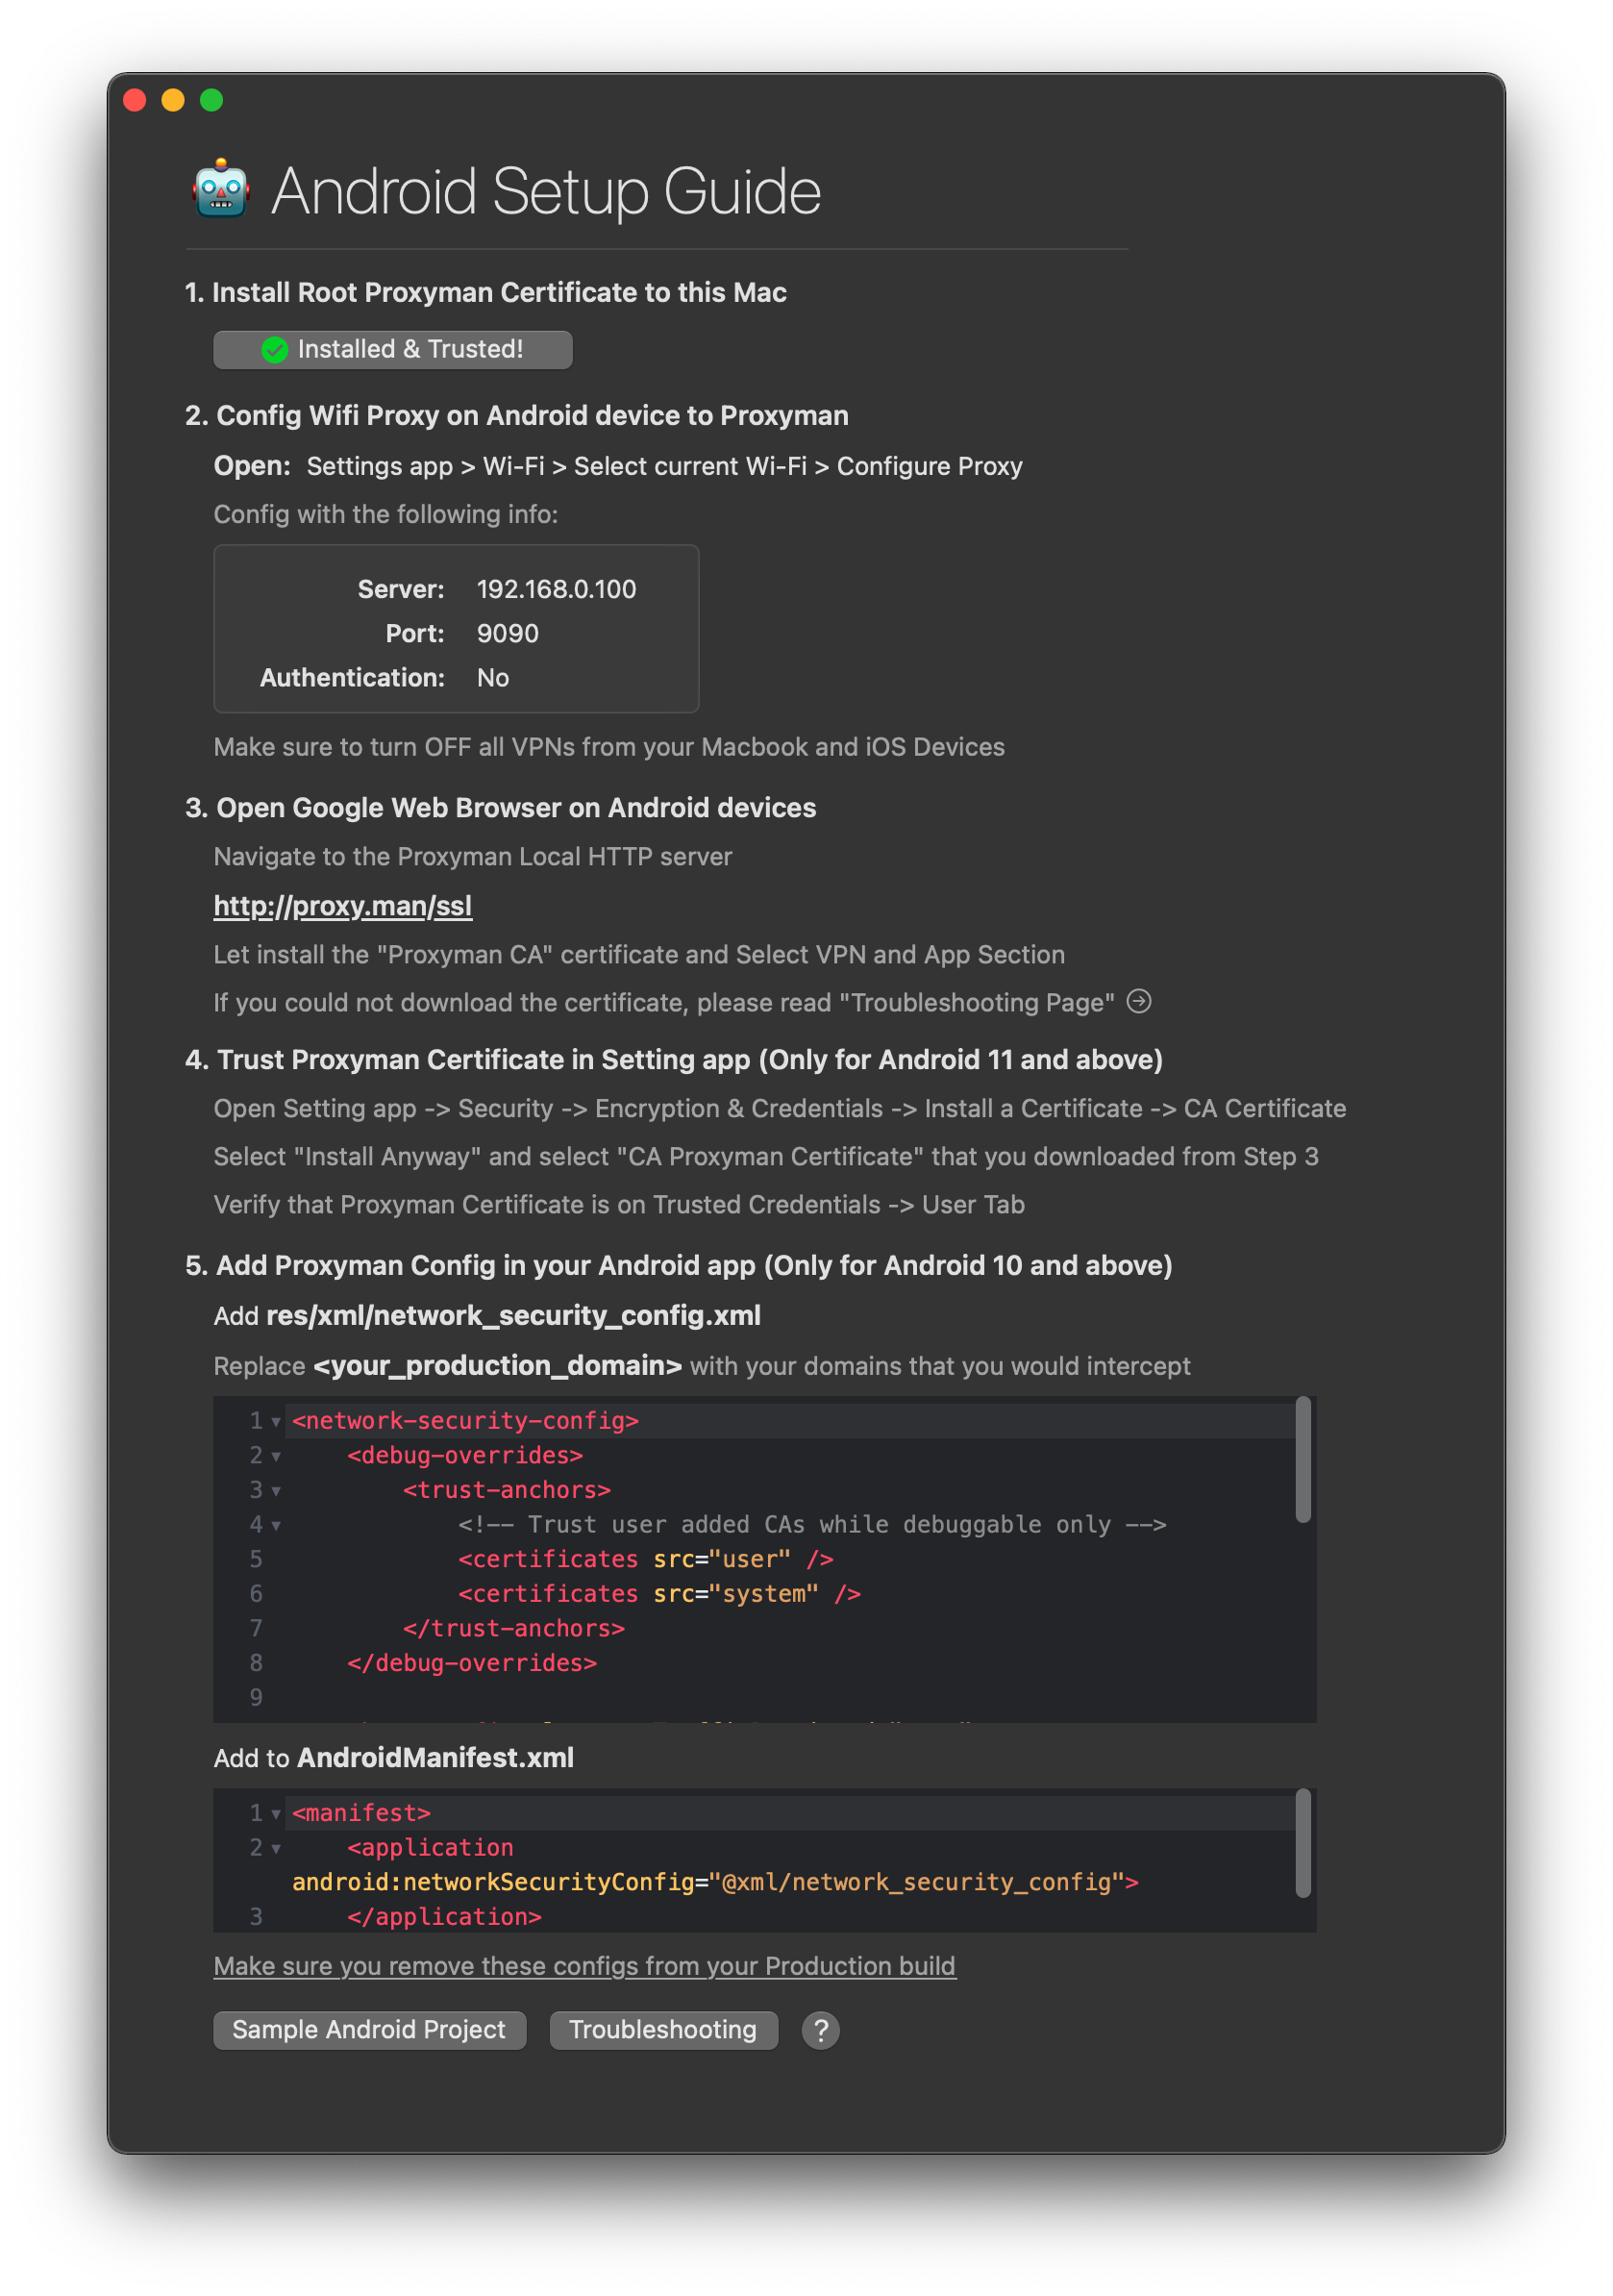 Android Setup Guide
1. Install Root Proxyman Certificate to this Mac
Installed & Trusted!
2. Config Wifi Proxy on Android device to Proxyman
Open: Settings app > Wi-Fi > Select current Wi-Fi > Configure Proxy
Config with the following info:
Server: 192.168.0.100
Port: 9090
Authentication: No
Make sure to turn OFF all VPNs from your Macbook and iOS Devices
3. Open Google Web Browser on Android devices
Navigate to the Proxyman Local HTTP server
http://proxy.man/ssl
Let install the "Proxyman CA" certificate and Select VPN and App Section
If you could not download the certificate, please read "Troubleshooting Page"
4. Trust Proxyman Certificate in Setting app (Only for Android 11 and above)
Open Setting app -> Security -> Encryption & Credentials -> Install a Certificate -> CA Certificate
Select "Install Anyway" and select "CA Proxyman Certificate" that you downloaded from Step 3
Verify that Proxyman Certificate is on Trusted Credentials -> User Tab
5. Add Proxyman Config in your Android app (Only for Android 10 and above)
Add res/xml/network_security_config.xml
Replace <your_production_domain> with your domains that you would intercept
1 <network-security-config>
2 <debug-overrides>
3 <trust-anchors>
4 <!-- Trust user added CAs while debuggable only -->
5 <certificates src="user" />
6 <certificates src="system" />
7 </trust-anchors>
8 </debug-overrides>
9
Add to AndroidManifest.xml
1 <manifest>
2 <application
android:networkSecurityConfig="@xml/network_security_config">
3 </application>
Make sure you remove these configs from your Production build
Sample Android Project Troubleshooting ?